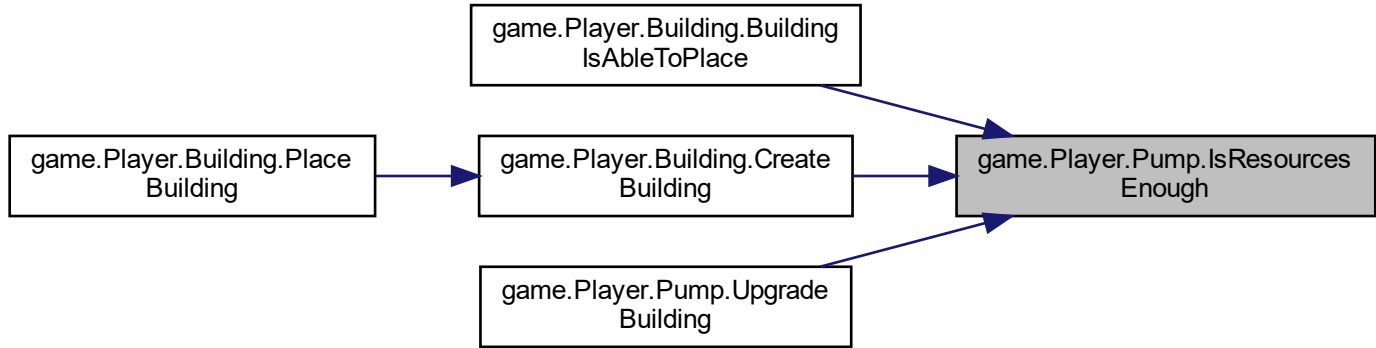 game.Player.Building.Building
IsAbleToPlace
game.Player.Building.Place
Building
game.Player.Building.Create
Building
game.Player.Pump.IsResources
Enough
game.Player.Pump.Upgrade
Building